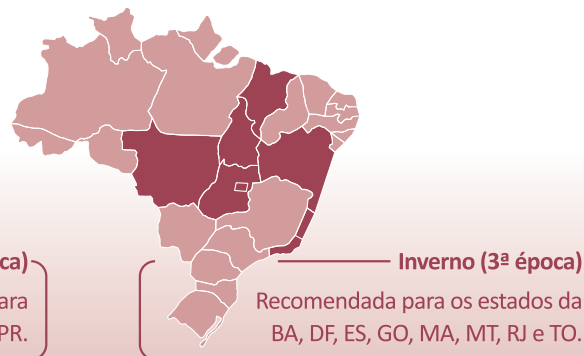 ca)
ara
PR.
Inverno (3ª época)
Recomendada para os estados da
BA, DF, ES, GO, MA, MT, RJ e TO.